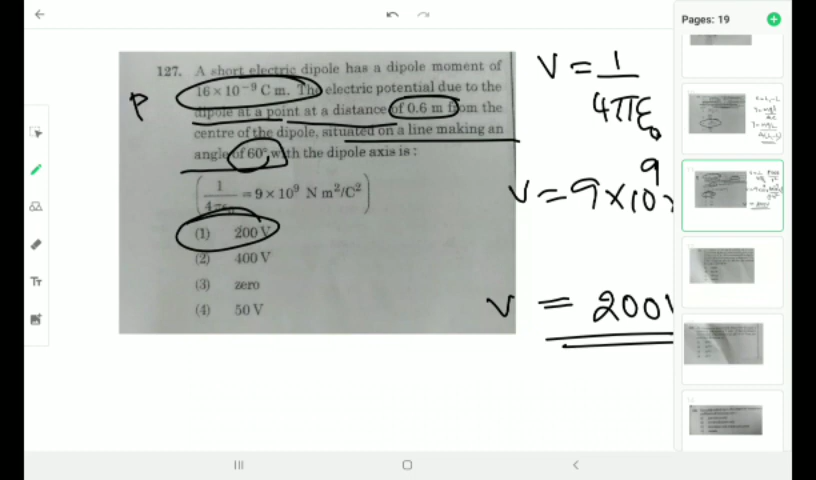 Pages: 19
127. A short electric dipole has a dipole moment of
16 × 10⁻⁹ C m. The electric potential due to the
dipole at a point at a distance of 0.6 m from the
centre of the dipole, situated on a line making an
angle of 60° with the dipole axis is :
(1/4πε₀ = 9 × 10⁹ N m²/C²)
(1) 200 V
(2) 400 V
(3) zero
(4) 50 V
P
V = 1/4πε₀
V = 9 × 10⁹ ×
V = 200V
Tт